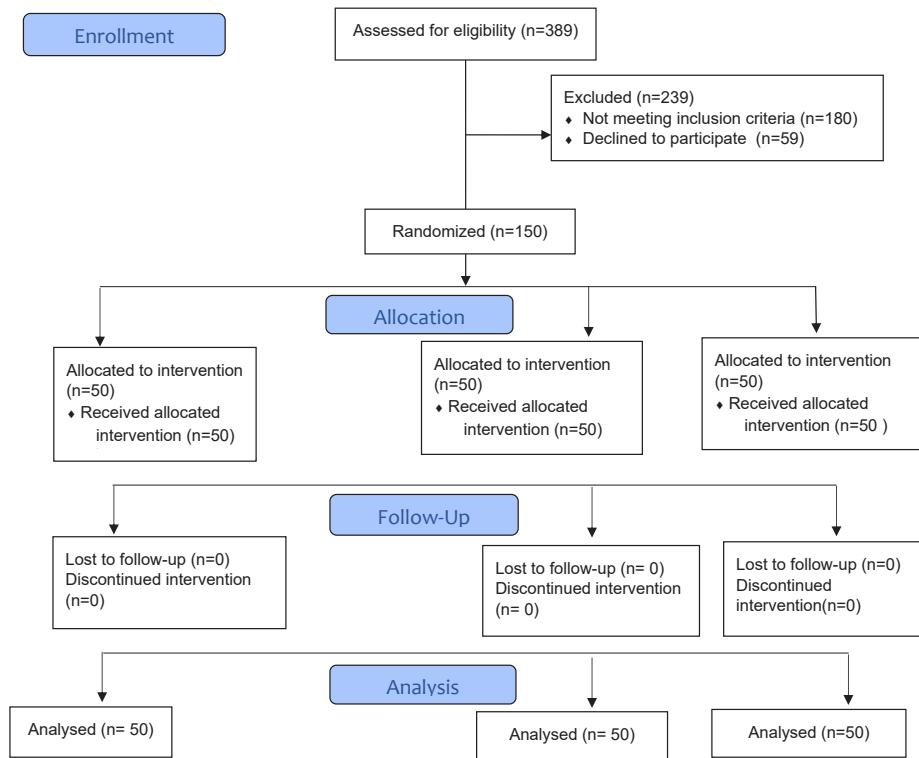 Enrollment
Assessed for eligibility (n=389)
Excluded (n=239)
♦ Not meeting inclusion criteria (n=180)
♦ Declined to participate (n=59)
Randomized (n=150)
Allocation
Allocated to intervention
(n=50)
♦ Received allocated
intervention (n=50)
Allocated to intervention
(n=50)
♦ Received allocated
intervention (n=50)
Allocated to intervention
(n=50)
♦ Received allocated
intervention (n=50 )
Follow-Up
Lost to follow-up (n=0)
Discontinued intervention
(n=0)
Lost to follow-up (n= 0)
Discontinued intervention
(n= 0)
Lost to follow-up (n=0)
Discontinued
intervention(n=0)
Analysis
Analysed (n= 50)
Analysed (n= 50)
Analysed (n=50)